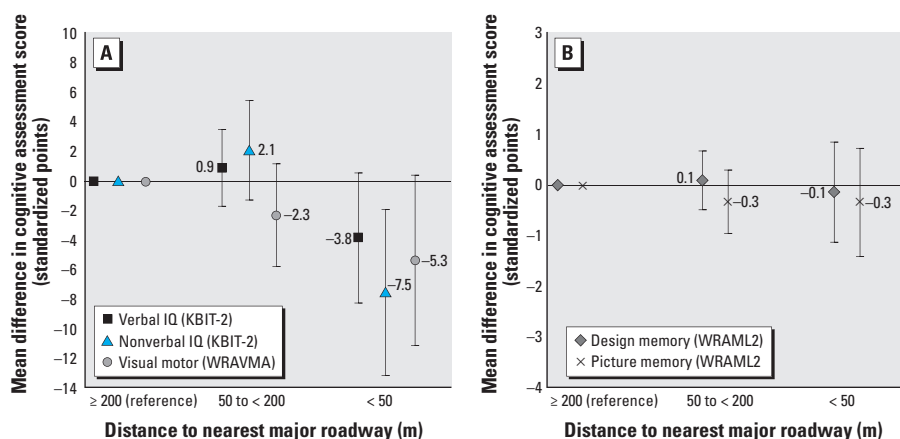 A
Mean difference in cognitive assessment score
(standardized points)
10
8
6
4
2
0
−2
−4
−6
−8
−10
−12
−14
0.9
2.1
−2.3
−3.8
−7.5
−5.3
Verbal IQ (KBIT-2)
Nonverbal IQ (KBIT-2)
Visual motor (WRAVMA)
≥ 200 (reference)
50 to < 200
< 50
Distance to nearest major roadway (m)
B
Mean difference in cognitive assessment score
(standardized points)
3
2
1
0
−1
−2
−3
−4
0.1
−0.3
−0.1
−0.3
Design memory (WRAML2)
Picture memory (WRAML2
≥ 200 (reference)
50 to < 200
< 50
Distance to nearest major roadway (m)